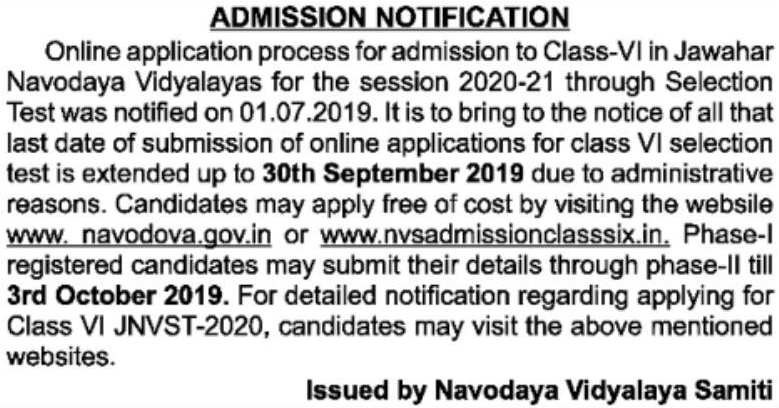 ADMISSION NOTIFICATION
Online application process for admission to Class-VI in Jawahar
Navodaya Vidyalayas for the session 2020-21 through Selection
Test was notified on 01.07.2019. It is to bring to the notice of all that
last date of submission of online applications for class VI selection
test is extended up to 30th September 2019 due to administrative
reasons. Candidates may apply free of cost by visiting the websile
www. navodova.gov.in or www.nvsadmissionclasssix.in. Phase-I
registered candidates may submit their details through phase-II till
3rd October 2019. For detailed notification regarding applying for
Class VI JNVST-2020, candidates may visit the above mentioned
websites.
Issued by Navodaya Vidyalaya Samiti